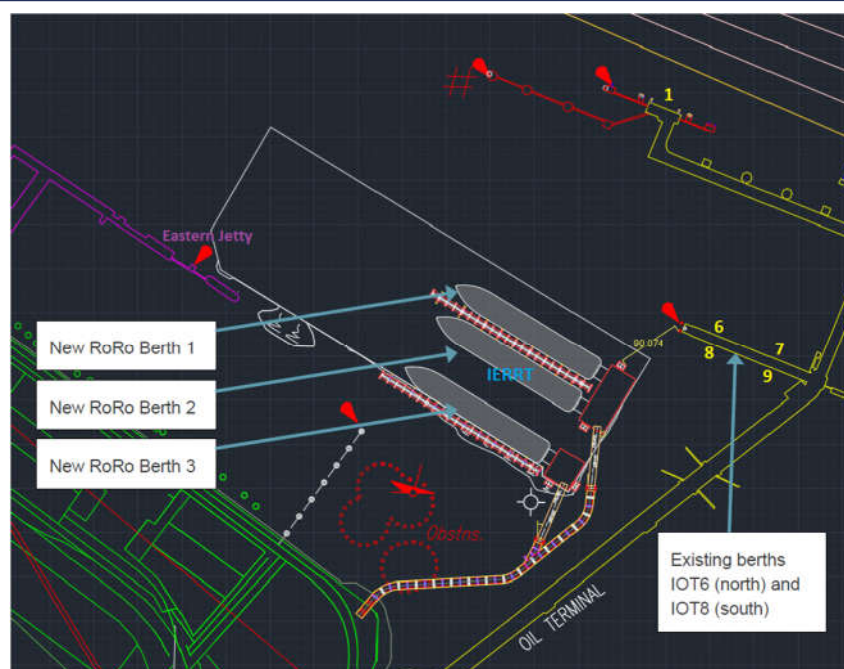 1
Eastern Jetty
New RoRo Berth 1
90.074
6
7
8
9
New RoRo Berth 2
IERRT
New RoRo Berth 3
Obstns.
Existing berths
IOT6 (north) and
IOT8 (south)
OIL TERMINAL